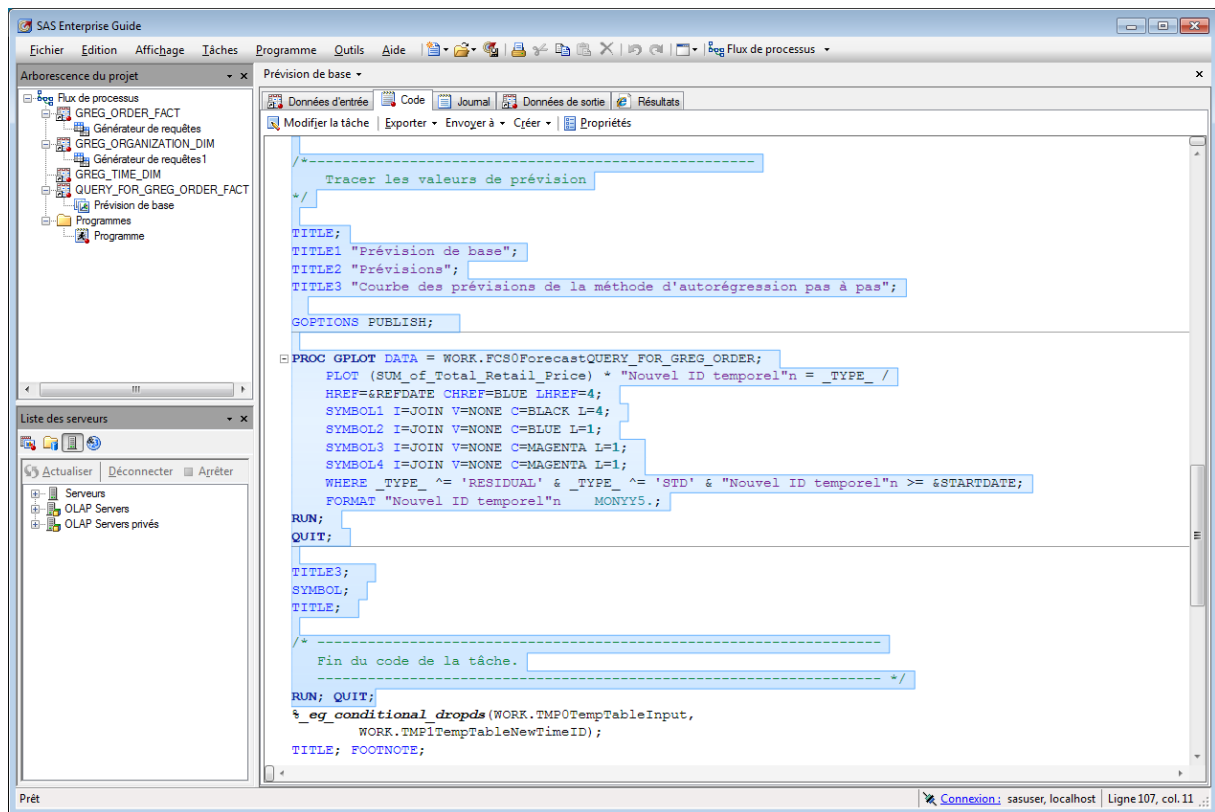 SAS Enterprise Guide
Fichier Edition Affichage Tâches Programme Outils Aide Flux de processus
Arborescence du projet
Flux de processus
GREG_ORDER_FACT
Générateur de requêtes
GREG_ORGANIZATION_DIM
Générateur de requêtes1
GREG_TIME_DIM
QUERY_FOR_GREG_ORDER_FACT
Prévision de base
Programmes
Programme
Liste des serveurs
Actualiser Déconnecter Arrêter
Serveurs
OLAP Servers
OLAP Servers privés
Prévision de base
Données d'entrée Code Journal Données de sortie Résultats
Modifier la tâche Exporter Envoyer à Créer Propriétés
/*-------------------------------------------------------
Tracer les valeurs de prévision
*/
TITLE;
TITLE1 "Prévision de base";
TITLE2 "Prévisions";
TITLE3 "Courbe des prévisions de la méthode d'autorégression pas à pas";
GOPTIONS PUBLISH;
PROC GPLOT DATA = WORK.FCS0ForecastQUERY_FOR_GREG_ORDER;
PLOT (SUM_of_Total_Retail_Price) * "Nouvel ID temporel"n = _TYPE_ /
HREF=&REFDATE CHREF=BLUE LHREF=4;
SYMBOL1 I=JOIN V=NONE C=BLACK L=4;
SYMBOL2 I=JOIN V=NONE C=BLUE L=1;
SYMBOL3 I=JOIN V=NONE C=MAGENTA L=1;
SYMBOL4 I=JOIN V=NONE C=MAGENTA L=1;
WHERE _TYPE_ ^= 'RESIDUAL' & _TYPE_ ^= 'STD' & "Nouvel ID temporel"n >= &STARTDATE;
FORMAT "Nouvel ID temporel"n MONYY5.;
RUN;
QUIT;
TITLE3;
SYMBOL;
TITLE;
/* ---------------------------------------------------------------------
Fin du code de la tâche.
--------------------------------------------------------------------- */
RUN; QUIT;
%_eg_conditional_dropds(WORK.TMP0TempTableInput,
WORK.TMP1TempTableNewTimeID);
TITLE; FOOTNOTE;
Prêt
Connexion : sasuser, localhost Ligne 107, col. 11